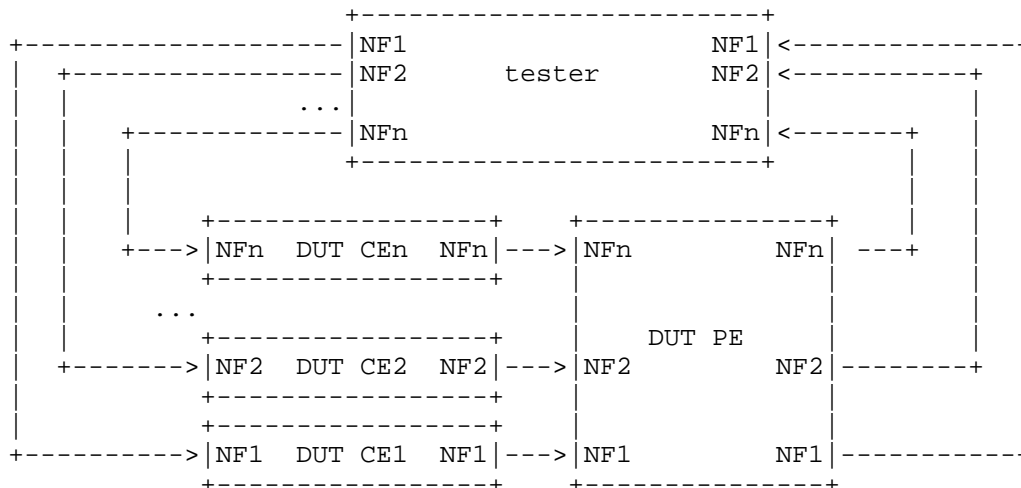 NF1 NF1
NF2 tester NF2
...
NFn NFn
NFn DUT CEn NFn NFn NFn
...
DUT PE
NF2 DUT CE2 NF2 NF2 NF2
NF1 DUT CE1 NF1 NF1 NF1